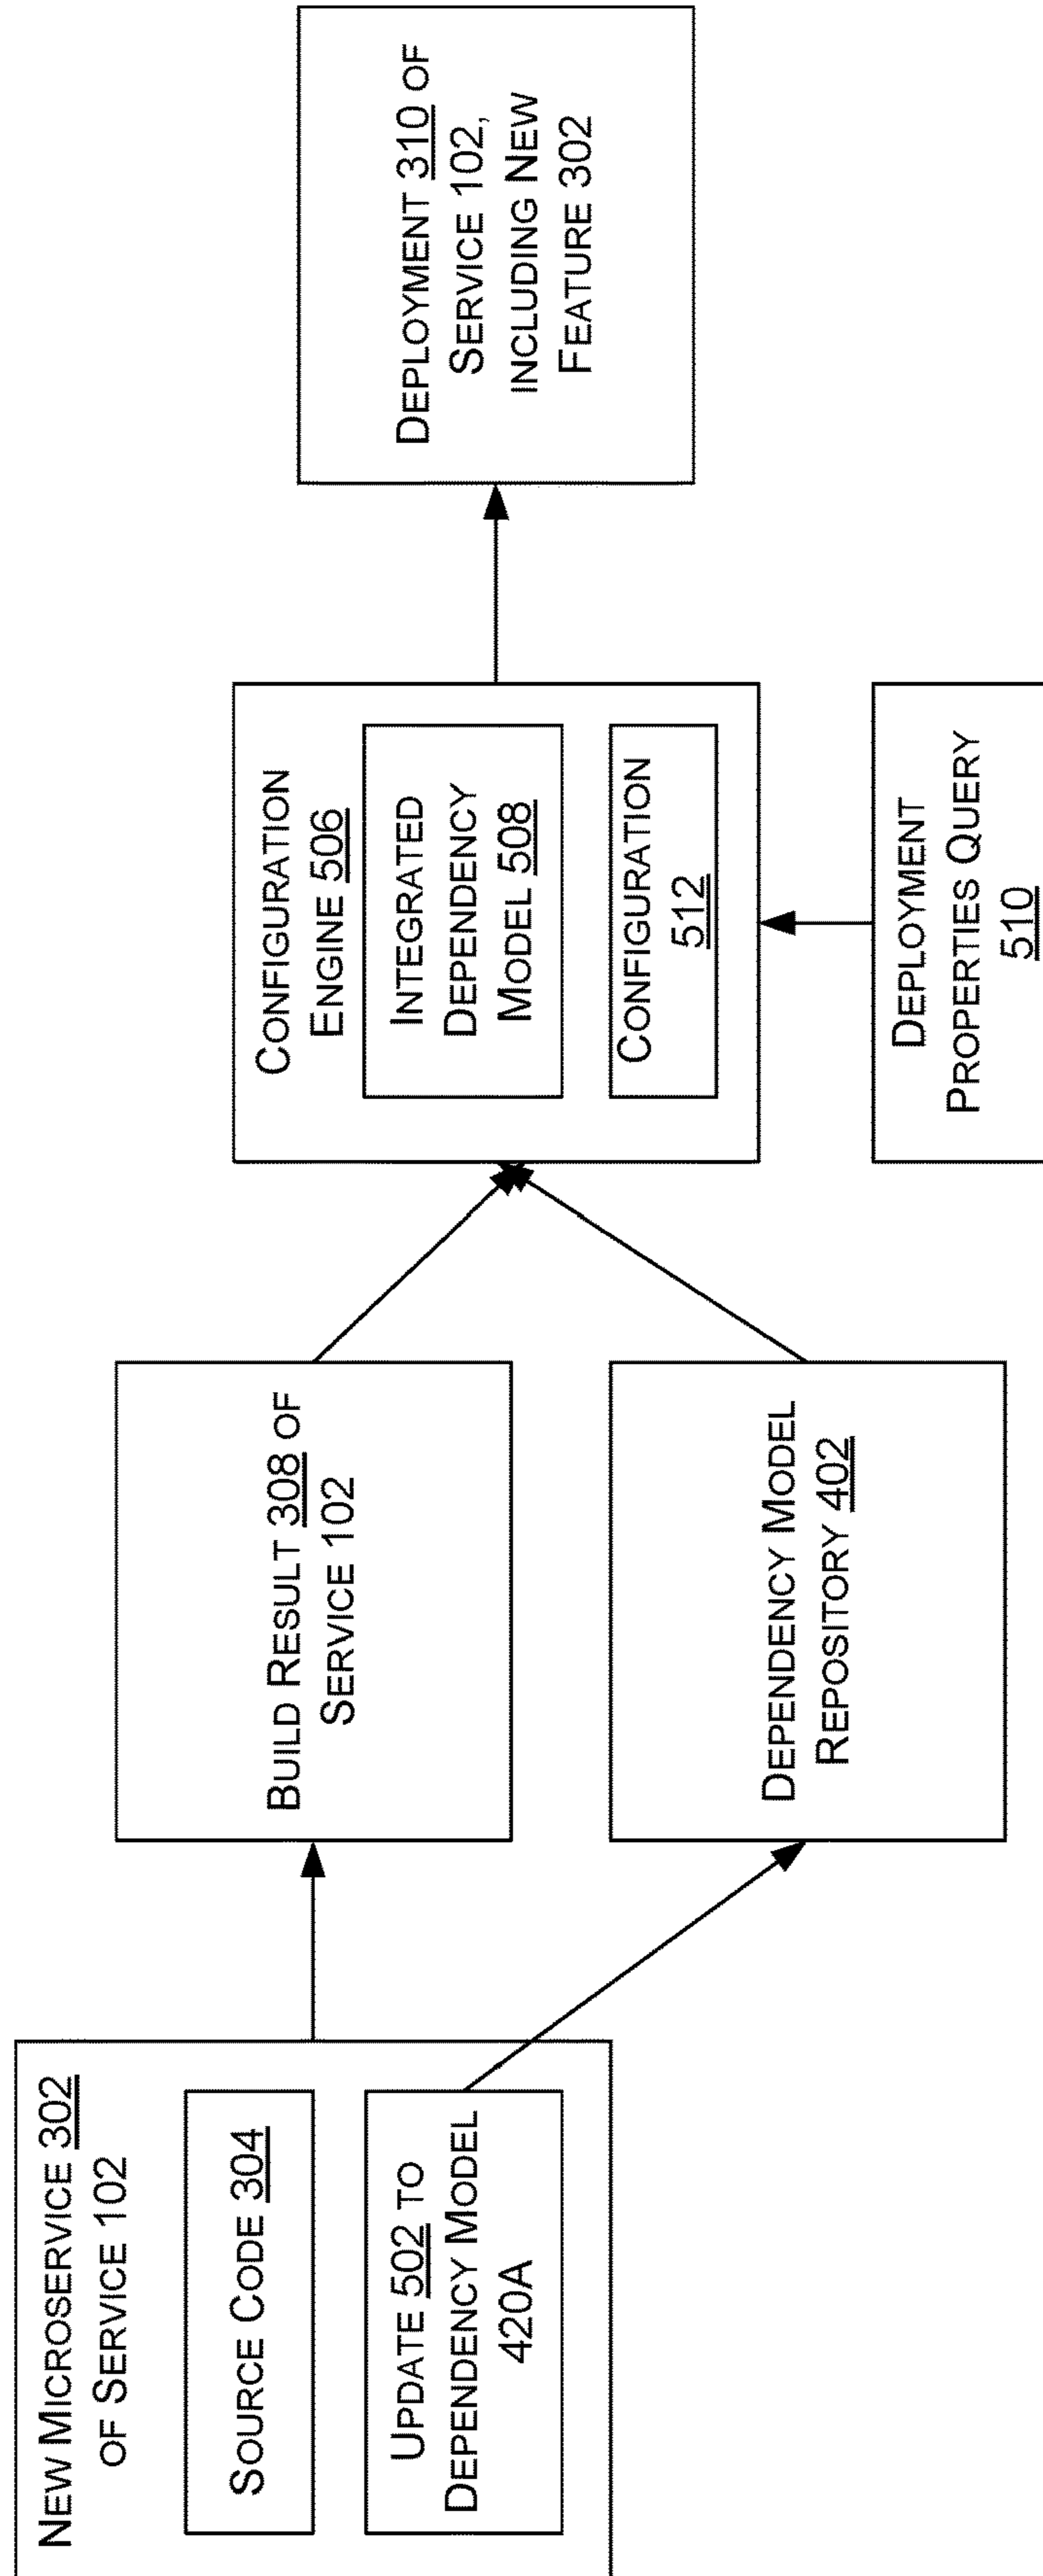 NEW MICROSERVICE 302
OF SERVICE 102
SOURCE CODE 304
UPDATE 502 TO
DEPENDENCY MODEL
420A
BUILD RESULT 308 OF
SERVICE 102
DEPENDENCY MODEL
REPOSITORY 402
CONFIGURATION
ENGINE 506
INTEGRATED
DEPENDENCY
MODEL 508
CONFIGURATION
512
DEPLOYMENT
PROPERTIES QUERY
510
DEPLOYMENT 310 OF
SERVICE 102,
INCLUDING NEW
FEATURE 302